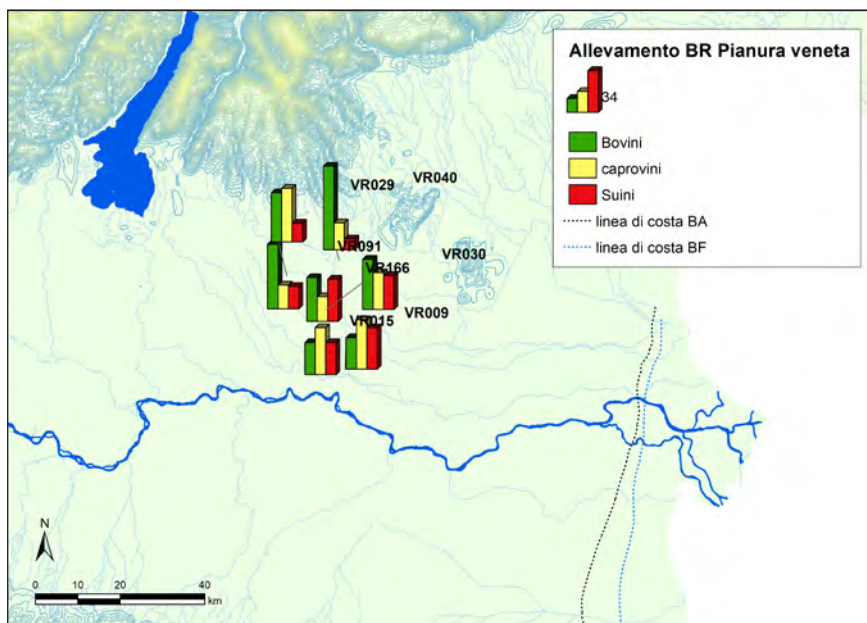 Allevamento BR Pianura veneta
34
Bovini
caprovini
Suini
linea di costa BA
linea di costa BF
VR029
VR040
VR091
VR166
VR030
VR015
VR009
N
0 10 20 40
km